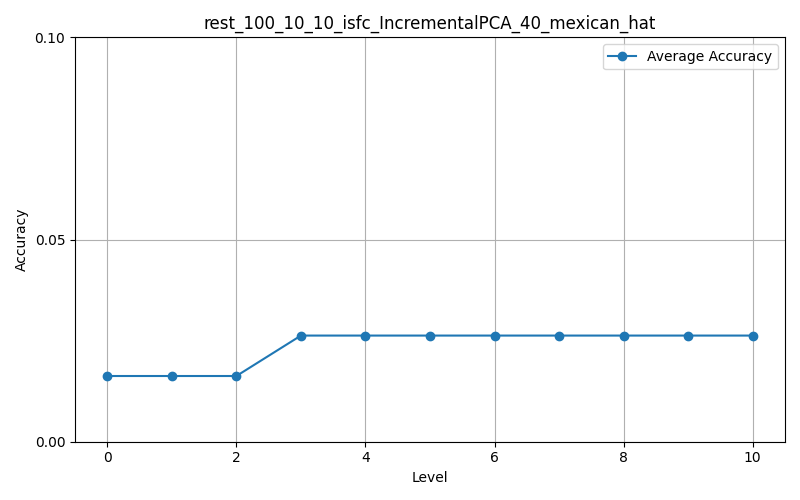 rest_100_10_10_isfc_IncrementalPCA_40_mexican_hat
0.10
Average Accuracy
0.05
Accuracy
0.00
0 2 4 6 8 10
Level